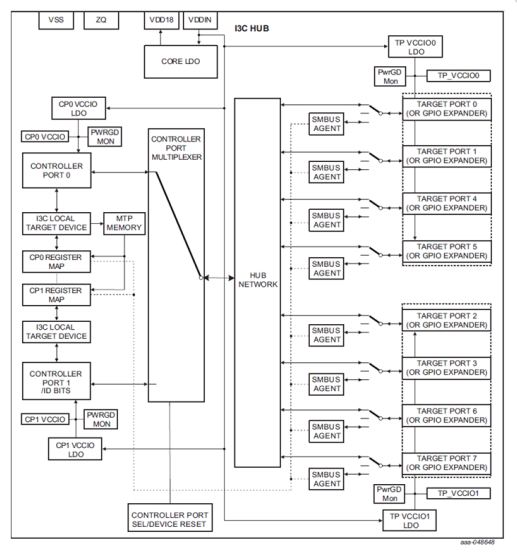 VSS
ZQ
VDD18
VDDIN
I3C HUB
TP VCCIO0
LDO
CORE LDO
PwrGD
Mon
TP_VCCIO0
CP0 VCCIO
LDO
CP0 VCCIO
PWRGD
MON
CONTROLLER
PORT 0
CONTROLLER
PORT
MULTIPLEXER
SMBUS
AGENT
TARGET PORT 0
(OR GPIO EXPANDER)
SMBUS
AGENT
TARGET PORT 1
(OR GPIO EXPANDER)
I3C LOCAL
TARGET DEVICE
MTP
MEMORY
SMBUS
AGENT
TARGET PORT 4
(OR GPIO EXPANDER)
CP0 REGISTER
MAP
SMBUS
AGENT
TARGET PORT 5
(OR GPIO EXPANDER)
CP1 REGISTER
MAP
HUB
NETWORK
I3C LOCAL
TARGET DEVICE
SMBUS
AGENT
TARGET PORT 2
(OR GPIO EXPANDER)
CONTROLLER
PORT 1
/ID BITS
SMBUS
AGENT
TARGET PORT 3
(OR GPIO EXPANDER)
CP1 VCCIO
PWRGD
MON
SMBUS
AGENT
TARGET PORT 6
(OR GPIO EXPANDER)
CP1 VCCIO
LDO
SMBUS
AGENT
TARGET PORT 7
(OR GPIO EXPANDER)
PwrGD
Mon
TP_VCCIO1
CONTROLLER PORT
SEL/DEVICE RESET
TP VCCIO1
LDO
aaa-048648